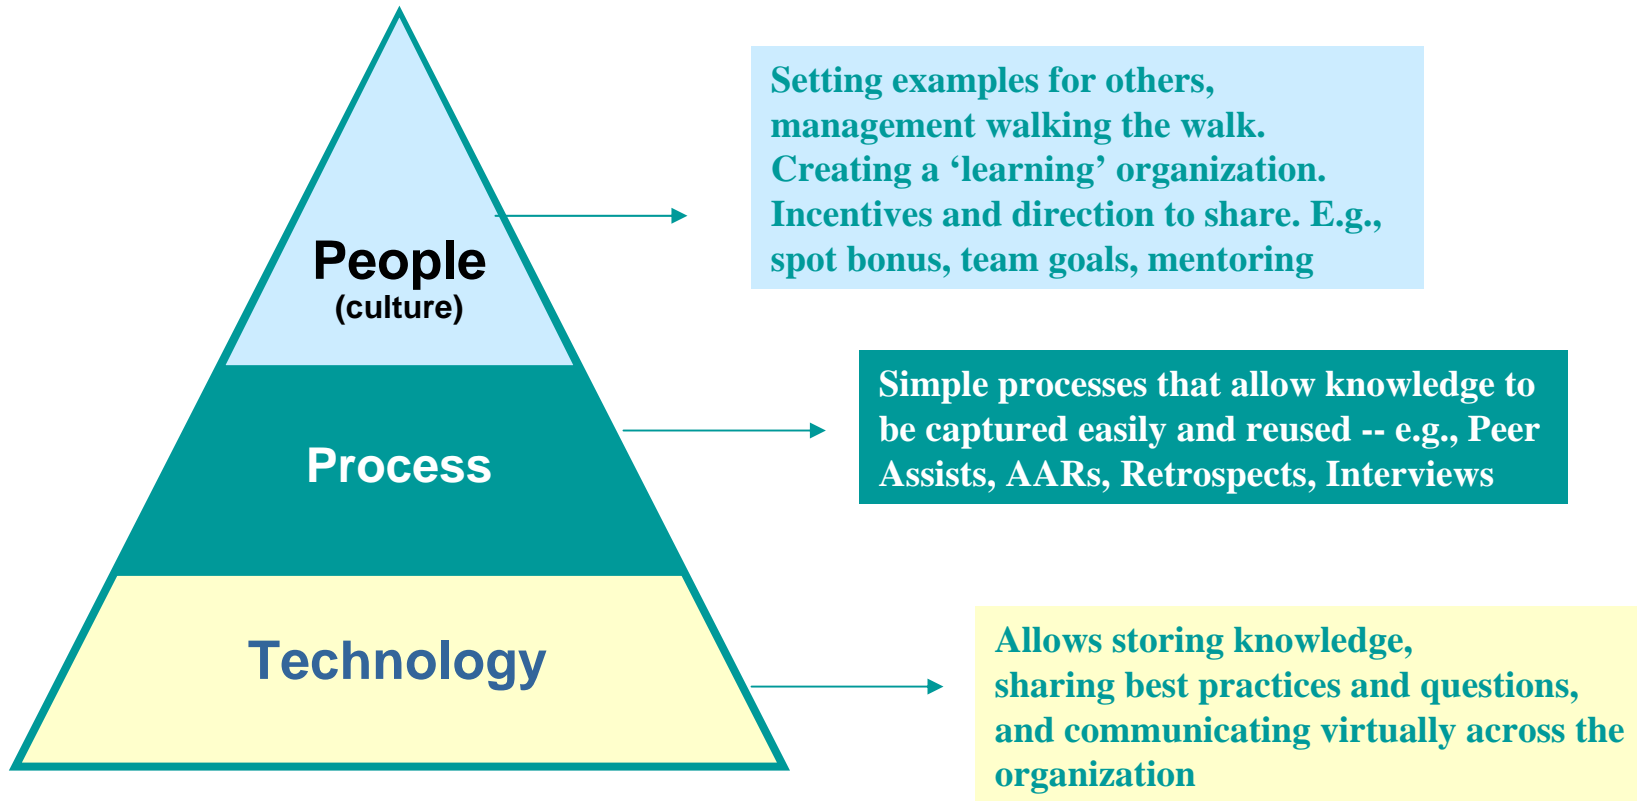 Setting examples for others,
management walking the walk.
Creating a ‘learning’ organization.
Incentives and direction to share. E.g.,
spot bonus, team goals, mentoring
People
(culture)
Simple processes that allow knowledge to
be captured easily and reused -- e.g., Peer
Assists, AARs, Retrospects, Interviews
Process
Technology
Allows storing knowledge,
sharing best practices and questions,
and communicating virtually across the
organization